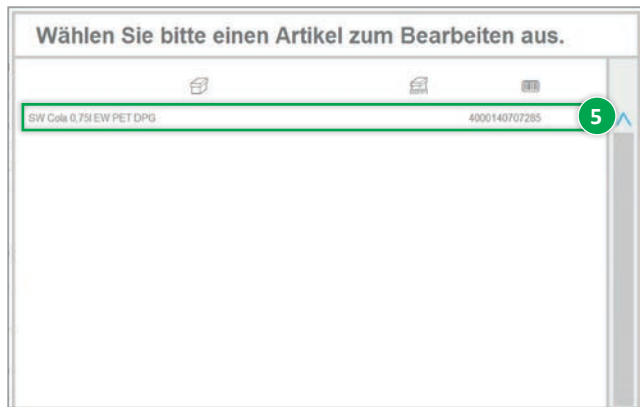 Wählen Sie bitte einen Artikel zum Bearbeiten aus.
SW Cola 0,75l EW PET DPG 4000140707285 5